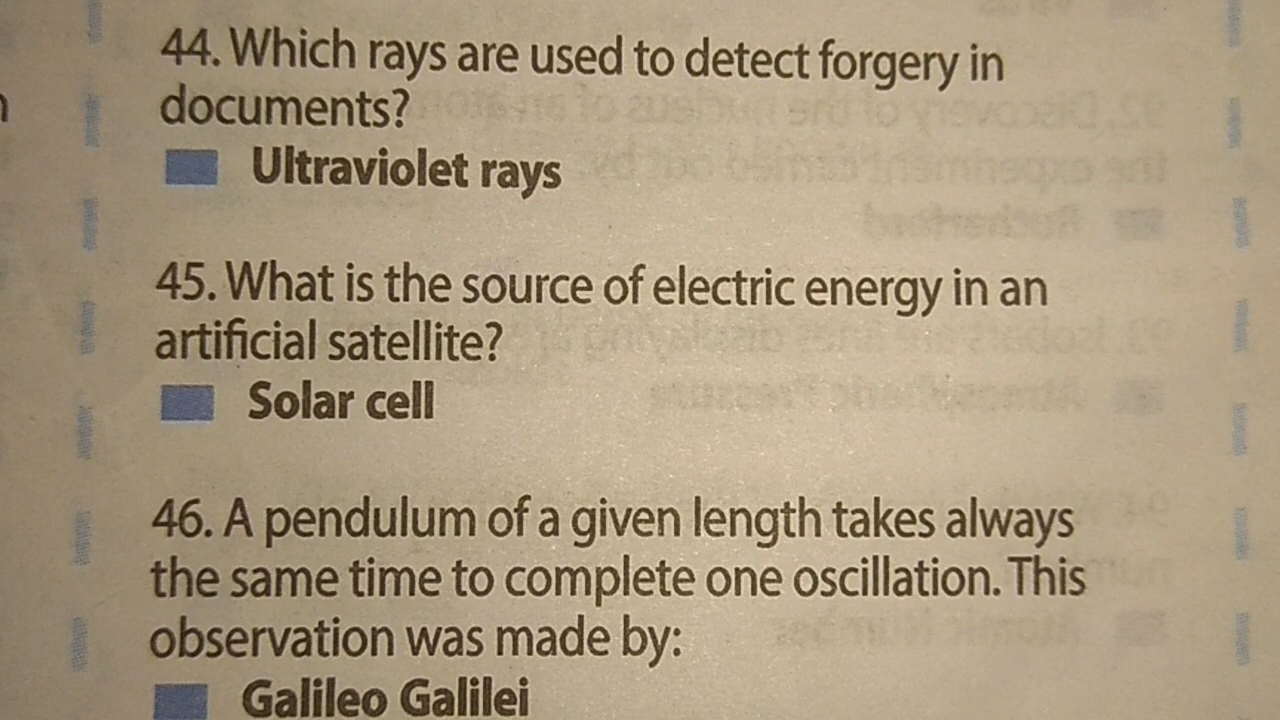 44. Which rays are used to detect forgery in
documents?
Ultraviolet rays
45. What is the source of electric energy in an
artificial satellite?
Solar cell
46. A pendulum of a given length takes always
the same time to complete one oscillation. This
observation was made by:
Galileo Galilei